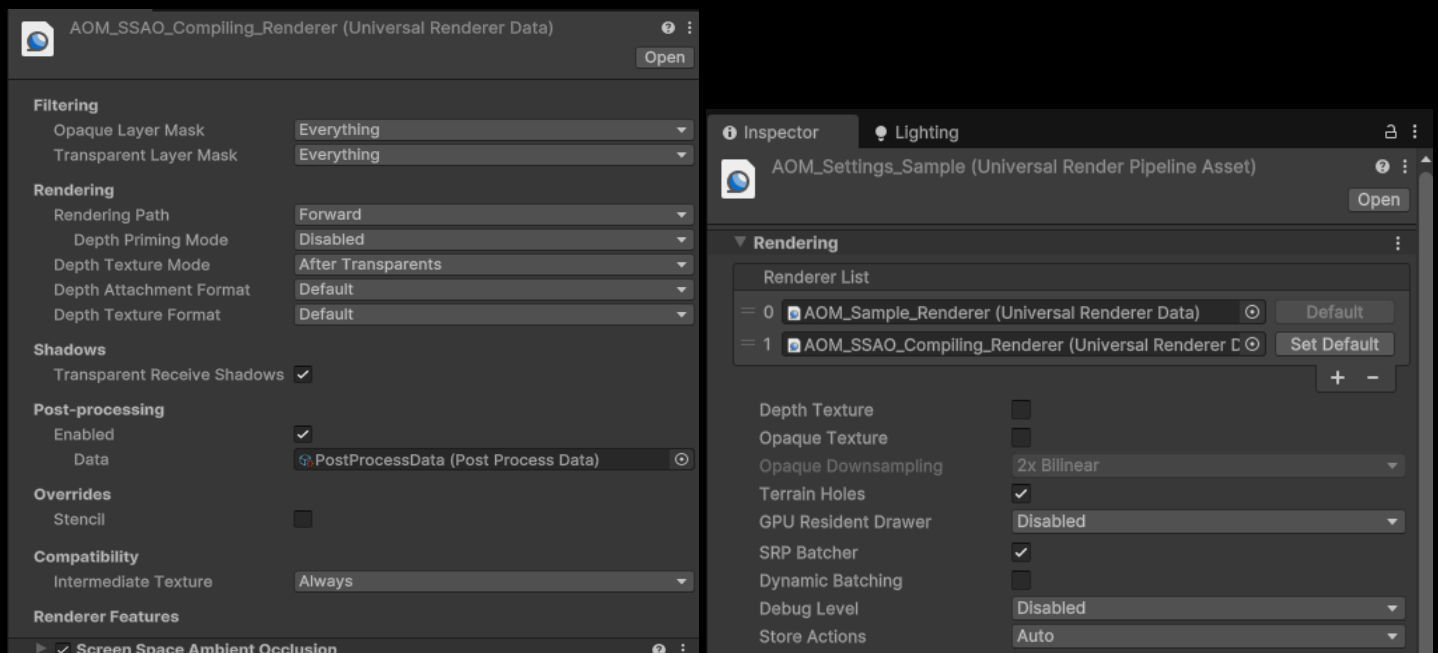 AOM_SSAO_Compiling_Renderer (Universal Renderer Data)
Open
Filtering
Opaque Layer Mask Everything
Transparent Layer Mask Everything
Rendering
Rendering Path Forward
Depth Priming Mode Disabled
Depth Texture Mode After Transparents
Depth Attachment Format Default
Depth Texture Format Default
Shadows
Transparent Receive Shadows
Post-processing
Enabled
Data PostProcessData (Post Process Data)
Overrides
Stencil
Compatibility
Intermediate Texture Always
Renderer Features
Screen Space Ambient Occlusion
Inspector Lighting
AOM_Settings_Sample (Universal Render Pipeline Asset)
Open
Rendering
Renderer List
0 AOM_Sample_Renderer (Universal Renderer Data) Default
1 AOM_SSAO_Compiling_Renderer (Universal Renderer D Set Default
+ −
Depth Texture
Opaque Texture
Opaque Downsampling 2x Bilinear
Terrain Holes
GPU Resident Drawer Disabled
SRP Batcher
Dynamic Batching
Debug Level Disabled
Store Actions Auto